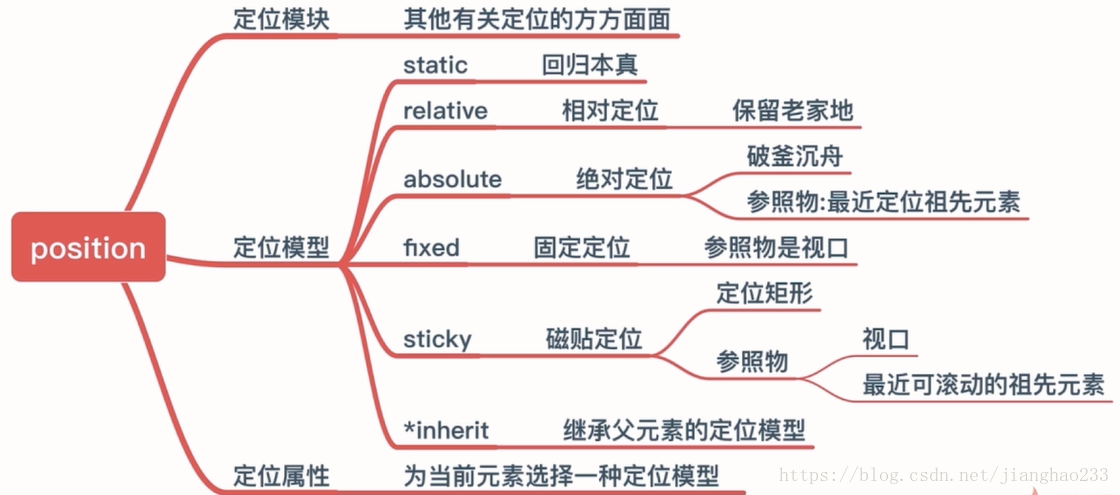 定位模块 其他有关定位的方方面面
static 回归本真
relative 相对定位 保留老家地
破釜沉舟
absolute 绝对定位
参照物:最近定位祖先元素
position 定位模型 fixed 固定定位 参照物是视口
定位矩形
sticky 磁贴定位
视口
参照物
最近可滚动的祖先元素
*inherit 继承父元素的定位模型
定位属性 为当前元素选择一种定位模型
https://blog.csdn.net/jianghao233